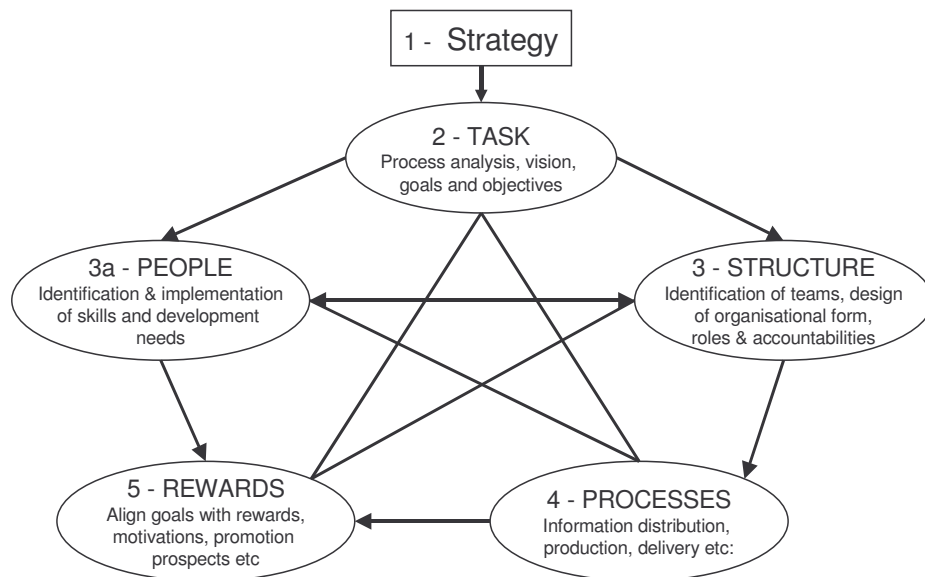 1 - Strategy
2 - TASK
Process analysis, vision,
goals and objectives
3a - PEOPLE
Identification & implementation
of skills and development
needs
3 - STRUCTURE
Identification of teams, design
of organisational form,
roles & accountabilities
5 - REWARDS
Align goals with rewards,
motivations, promotion
prospects etc
4 - PROCESSES
Information distribution,
production, delivery etc: